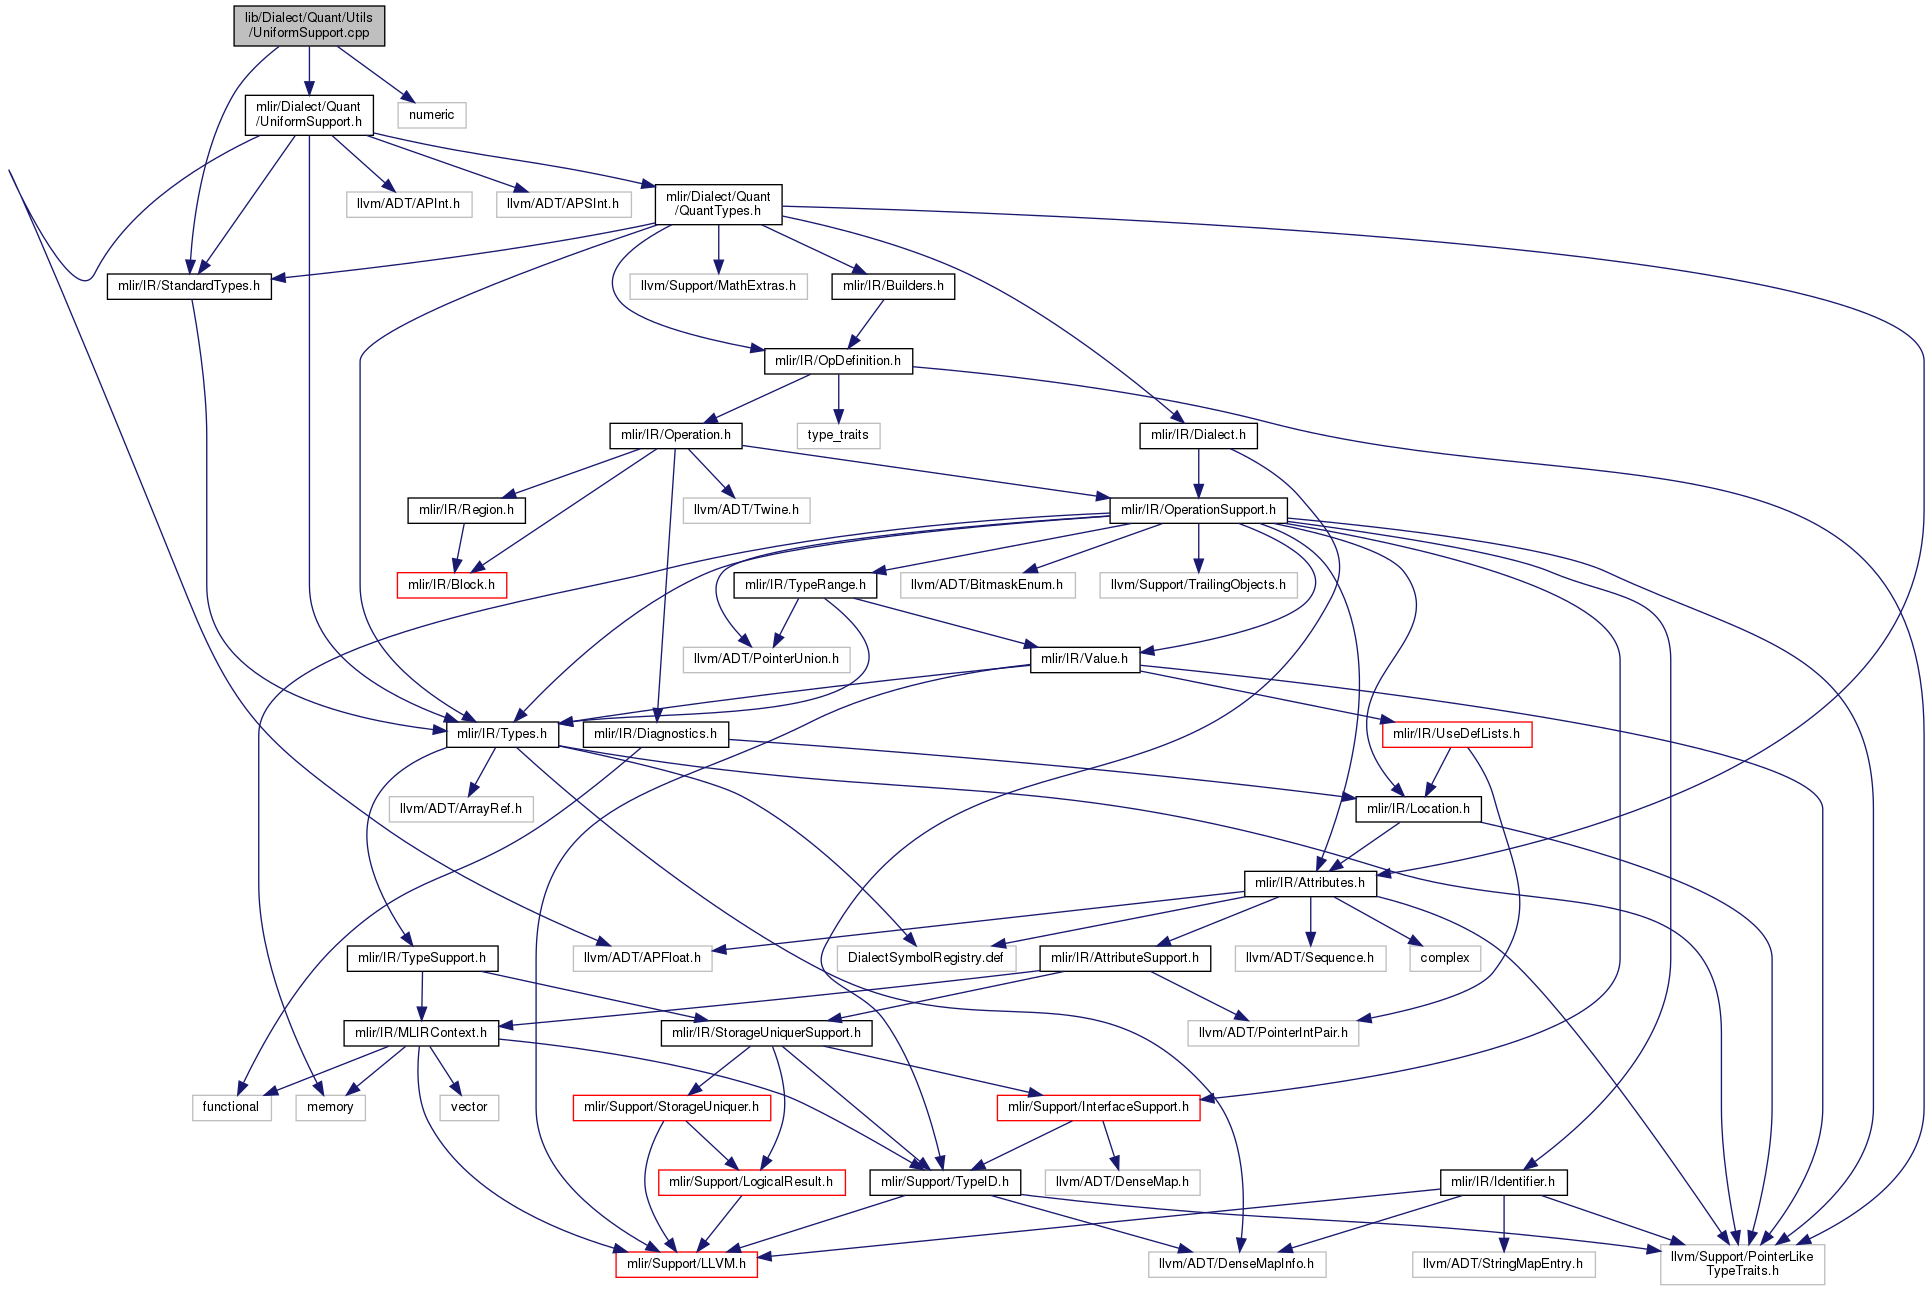 lib/Dialect/Quant/Utils
/UniformSupport.cpp
mlir/Dialect/Quant
/UniformSupport.h
numeric
llvm/ADT/APInt.h
llvm/ADT/APSInt.h
mlir/Dialect/Quant
/QuantTypes.h
mlir/IR/StandardTypes.h
llvm/Support/MathExtras.h
mlir/IR/Builders.h
mlir/IR/OpDefinition.h
mlir/IR/Operation.h
type_traits
mlir/IR/Dialect.h
mlir/IR/Region.h
llvm/ADT/Twine.h
mlir/IR/OperationSupport.h
mlir/IR/Block.h
mlir/IR/TypeRange.h
llvm/ADT/BitmaskEnum.h
llvm/Support/TrailingObjects.h
llvm/ADT/PointerUnion.h
mlir/IR/Value.h
mlir/IR/Types.h
mlir/IR/Diagnostics.h
mlir/IR/UseDefLists.h
llvm/ADT/ArrayRef.h
mlir/IR/Location.h
mlir/IR/Attributes.h
mlir/IR/TypeSupport.h
llvm/ADT/APFloat.h
DialectSymbolRegistry.def
mlir/IR/AttributeSupport.h
llvm/ADT/Sequence.h
complex
mlir/IR/MLIRContext.h
mlir/IR/StorageUniquerSupport.h
llvm/ADT/PointerIntPair.h
functional
memory
vector
mlir/Support/StorageUniquer.h
mlir/Support/InterfaceSupport.h
mlir/Support/LogicalResult.h
mlir/Support/TypeID.h
llvm/ADT/DenseMap.h
mlir/IR/Identifier.h
mlir/Support/LLVM.h
llvm/ADT/DenseMapInfo.h
llvm/ADT/StringMapEntry.h
llvm/Support/PointerLike
TypeTraits.h